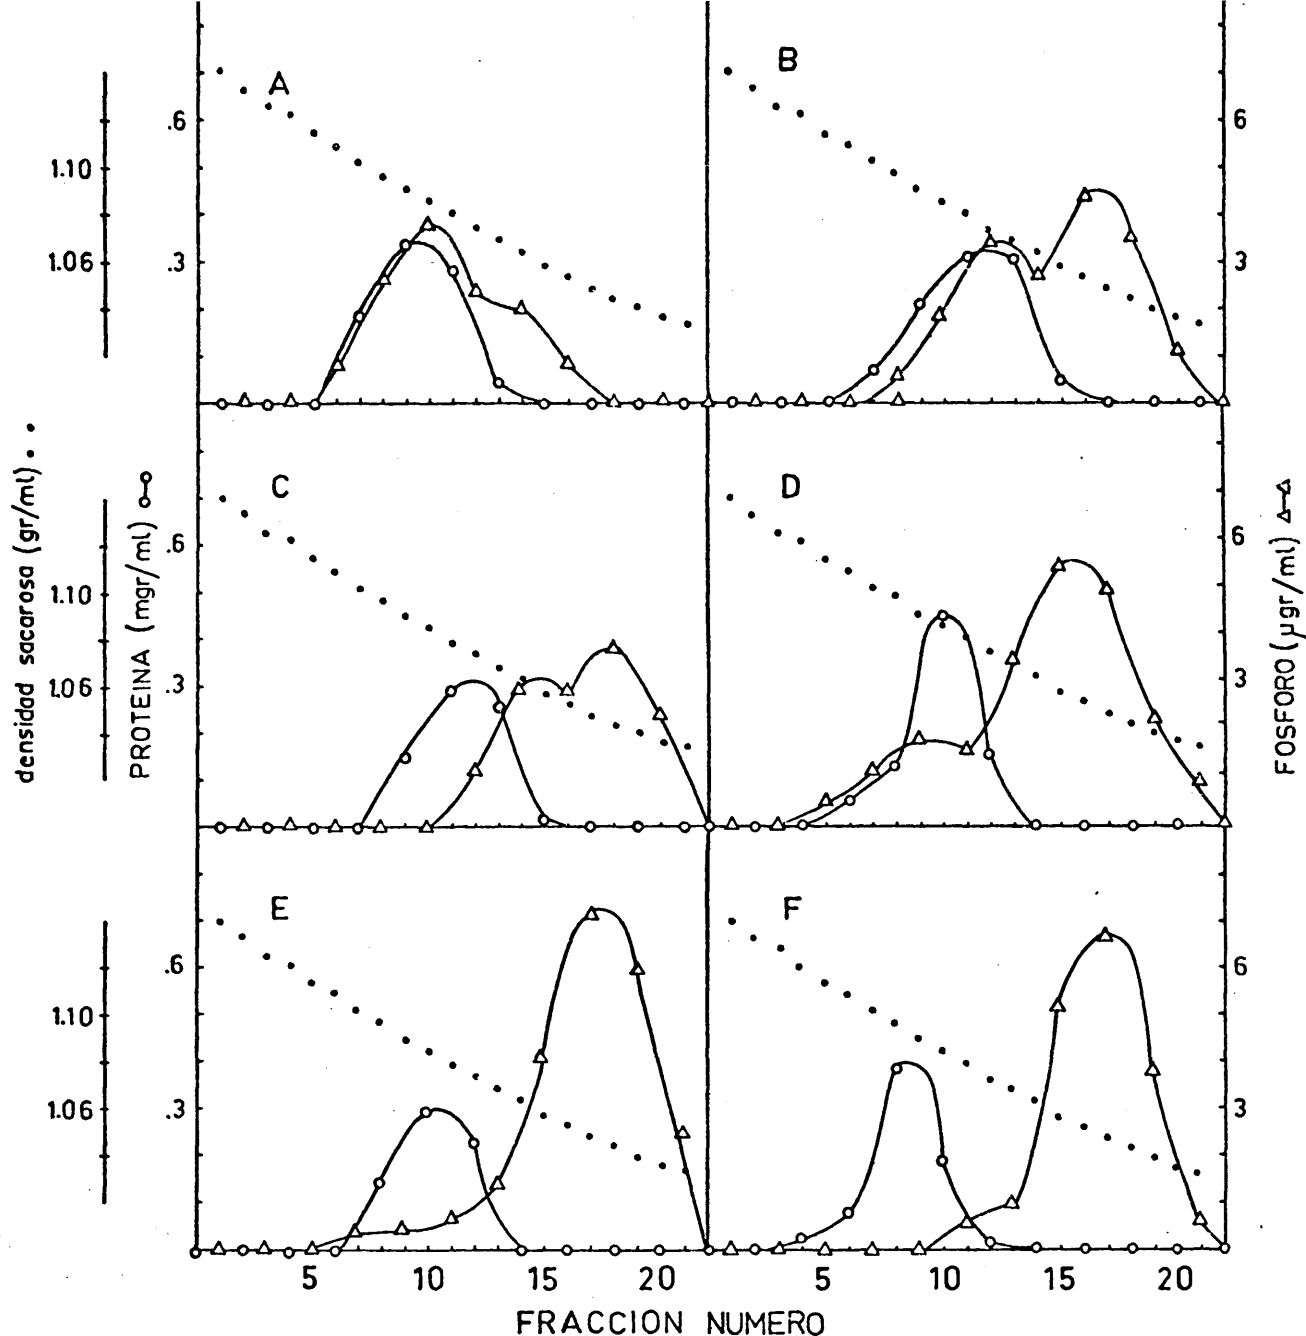 A
B
.6
6
1.10
1.06
.3
3
C
D
.6
6
1.10
1.06
.3
3
densidad sacarosa (gr/ml)
PROTEINA (mgr/ml)
FOSFORO (µgr/ml)
E
F
.6
6
1.10
1.06
.3
3
5 10 15 20 5 10 15 20
FRACCION NUMERO